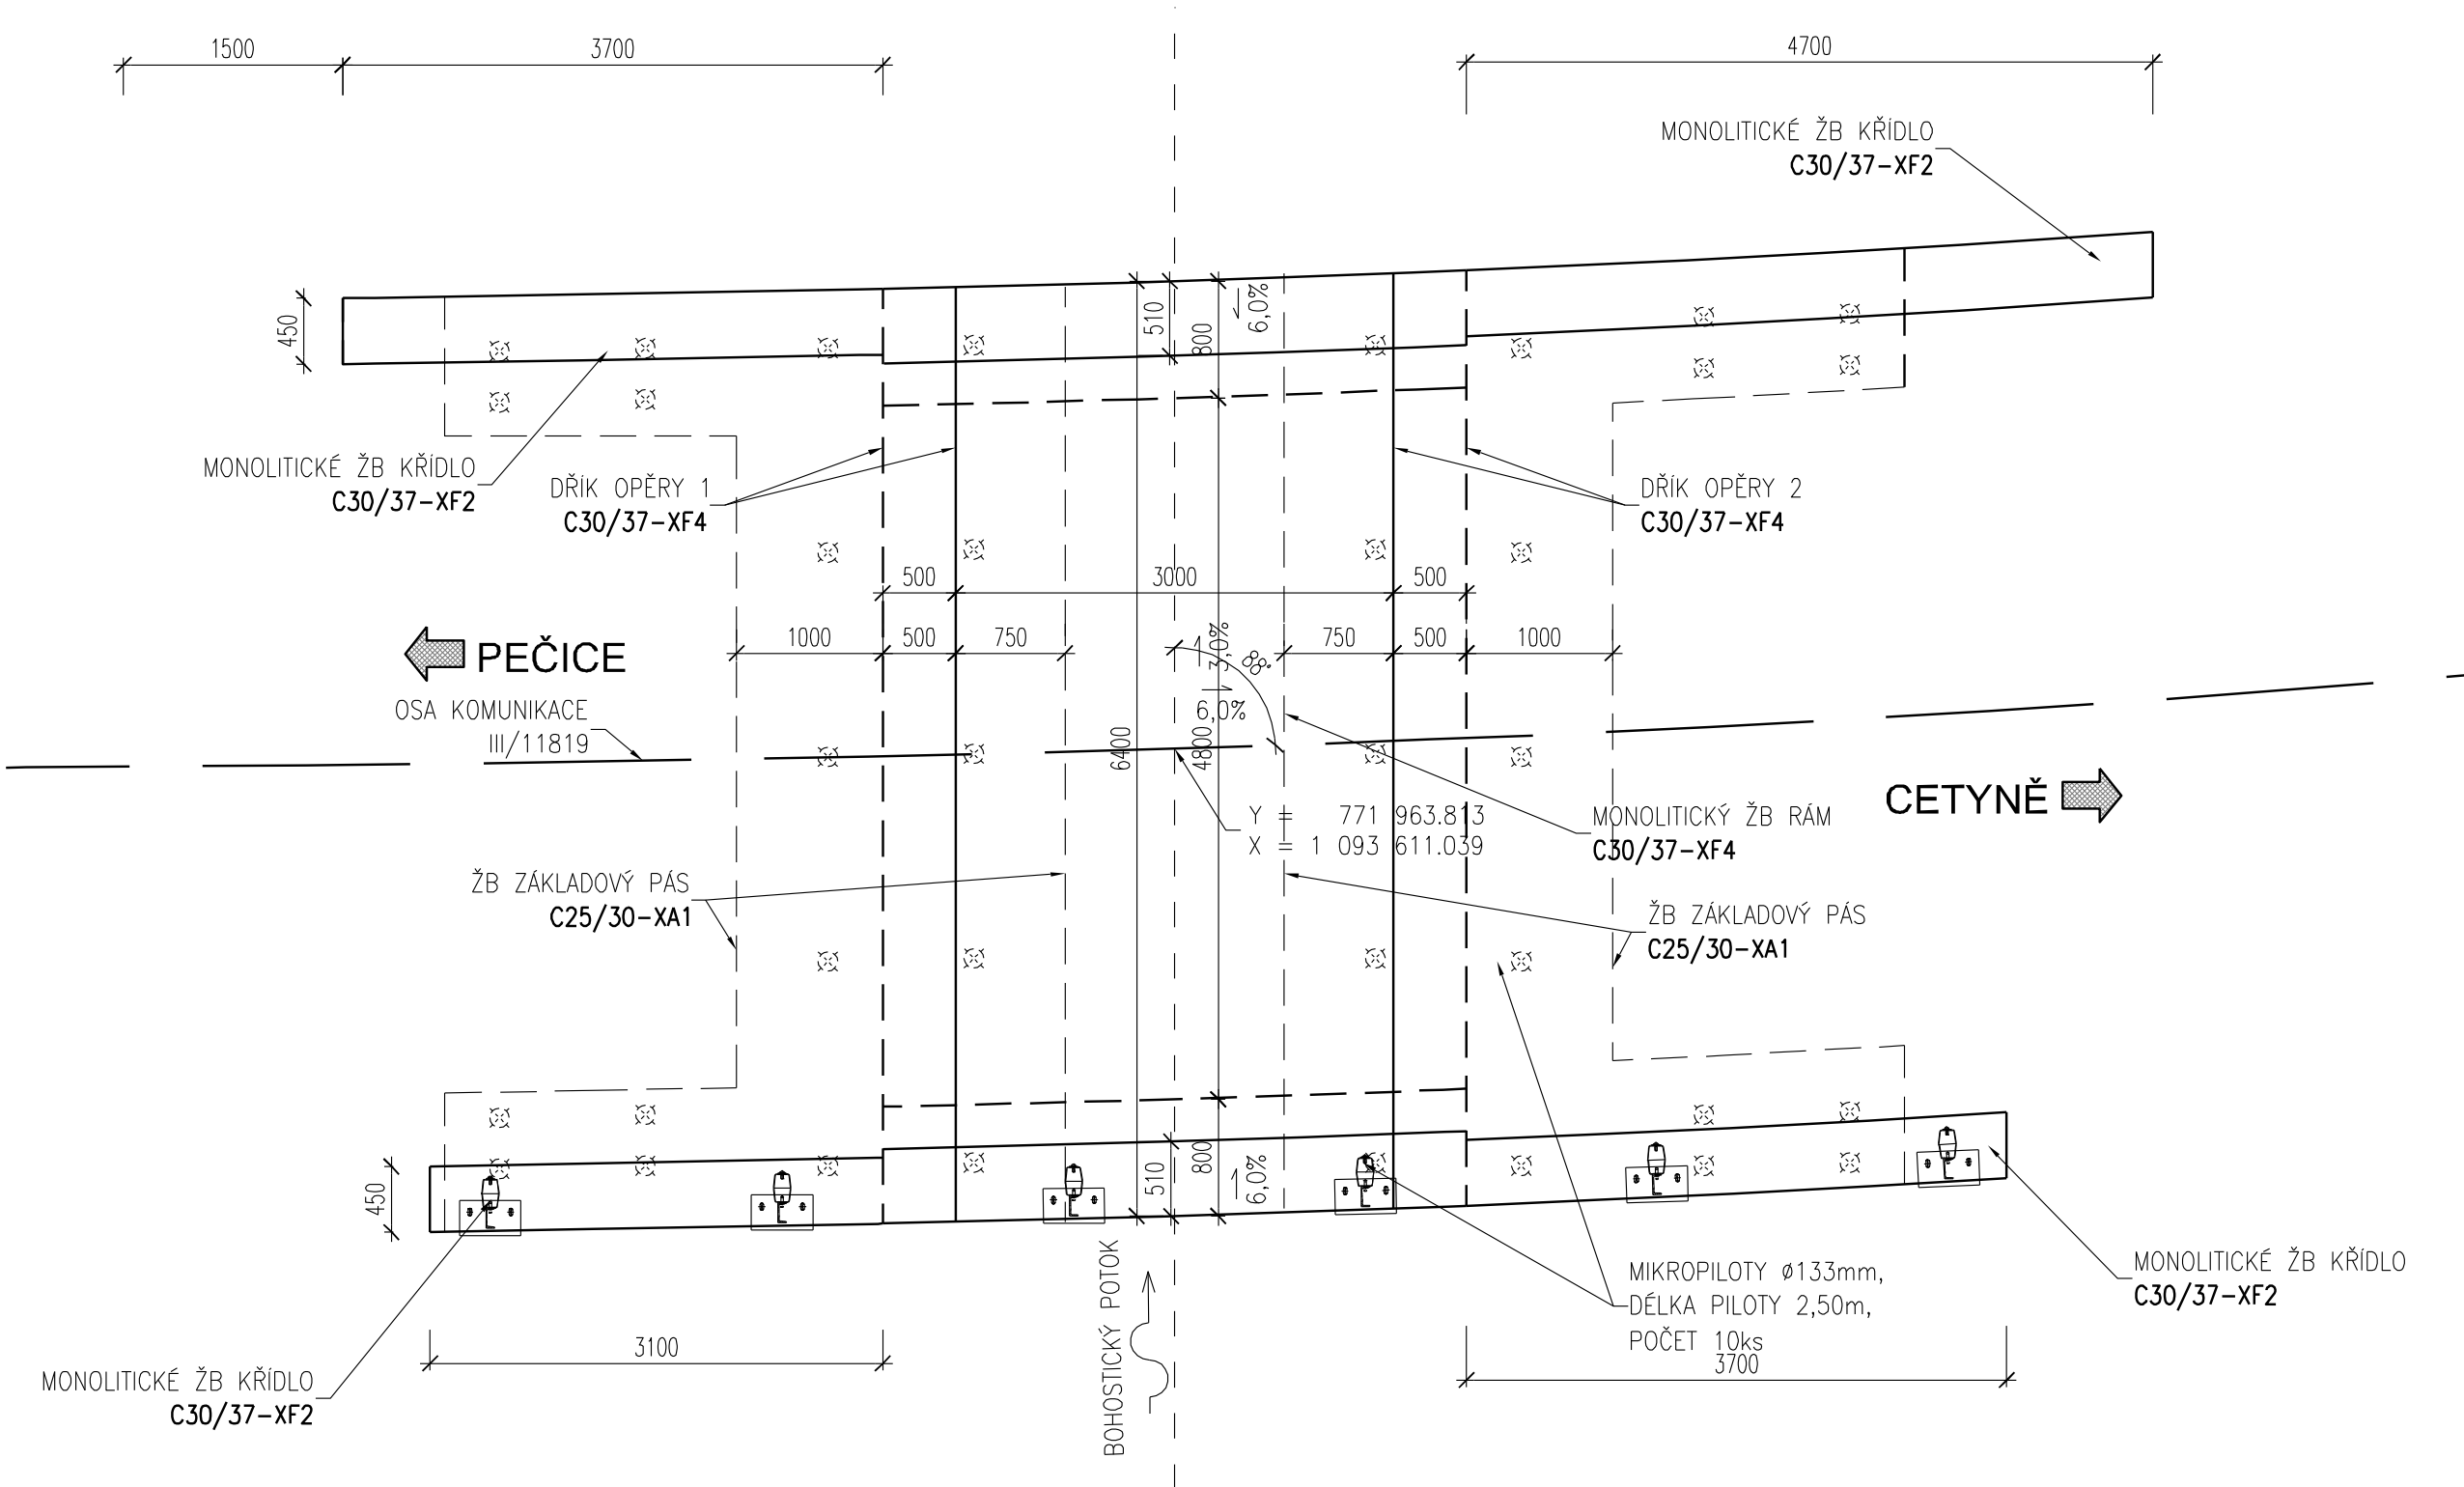 1500
3700
4700
MONOLITICKÉ ŽB KŘÍDLO
C30/37-XF2
450
510
800
6,0%
MONOLITICKÉ ŽB KŘÍDLO
C30/37-XF2
DŘÍK OPĚRY 1
C30/37-XF4
DŘÍK OPĚRY 2
C30/37-XF4
500
3000
500
1000
500
750
750
500
1000
PEČICE
3,0%
88°
6,0%
OSA KOMUNIKACE
III/11819
6400
4800
CETYNĚ
Y = 771 963.813
X = 1 093 611.039
MONOLITICKÝ ŽB RÁM
C30/37-XF4
ŽB ZÁKLADOVÝ PÁS
C25/30-XA1
ŽB ZÁKLADOVÝ PÁS
C25/30-XA1
450
510
800
6,0%
BOHOSTICKÝ POTOK
MIKROPILOTY ø133mm,
DÉLKA PILOTY 2,50m,
POČET 10ks
MONOLITICKÉ ŽB KŘÍDLO
C30/37-XF2
3100
3700
MONOLITICKÉ ŽB KŘÍDLO
C30/37-XF2